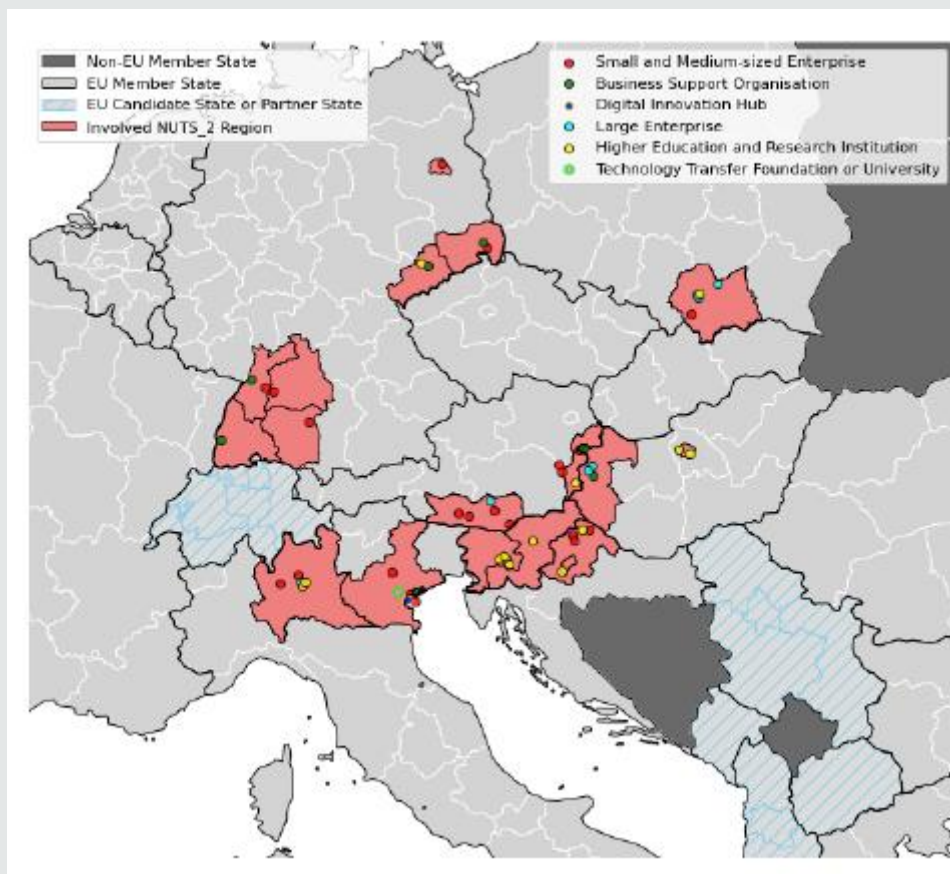 Non-EU Member State
EU Member State
EU Candidate State or Partner State
Involved NUTS_2 Region
Small and Medium-sized Enterprise
Business Support Organisation
Digital Innovation Hub
Large Enterprise
Higher Education and Research Institution
Technology Transfer Foundation or University